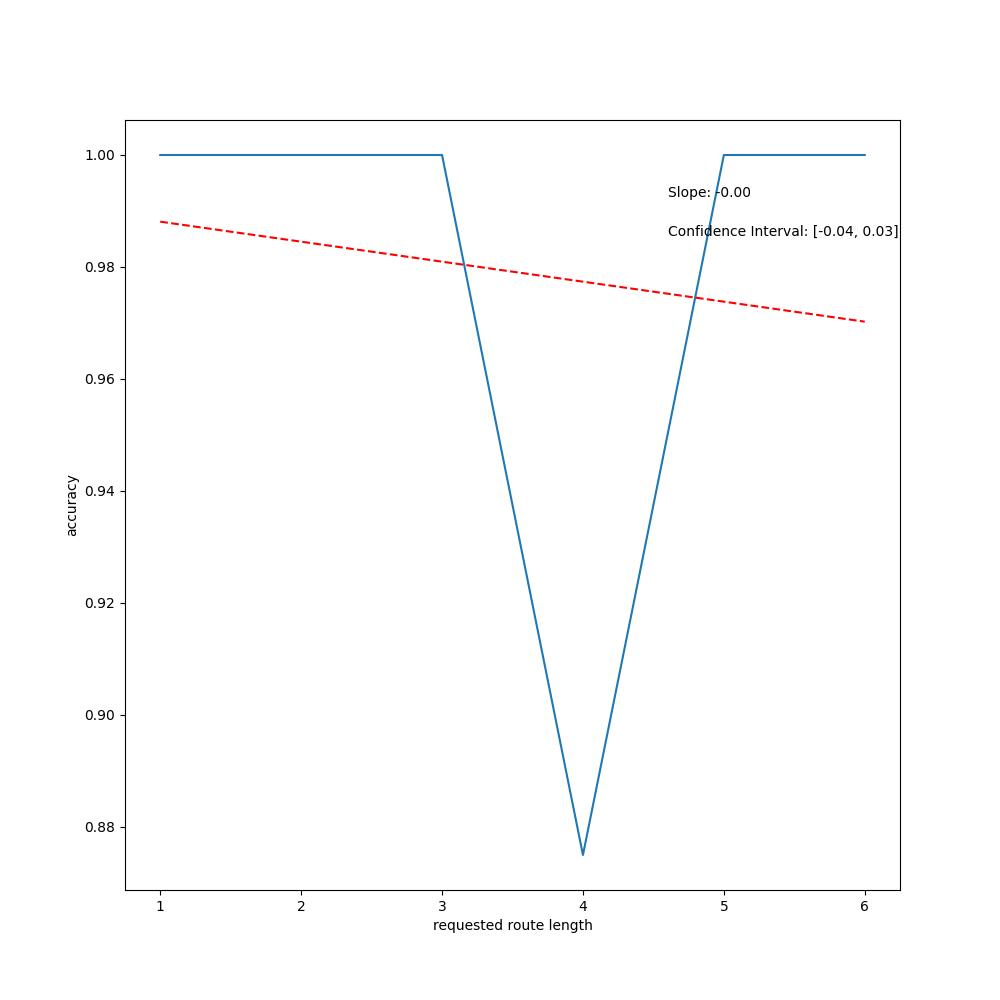 1.00
0.98
0.96
0.94
0.92
0.90
0.88
accuracy
Slope: -0.00
Confidence Interval: [-0.04, 0.03]
1 2 3 4 5 6
requested route length